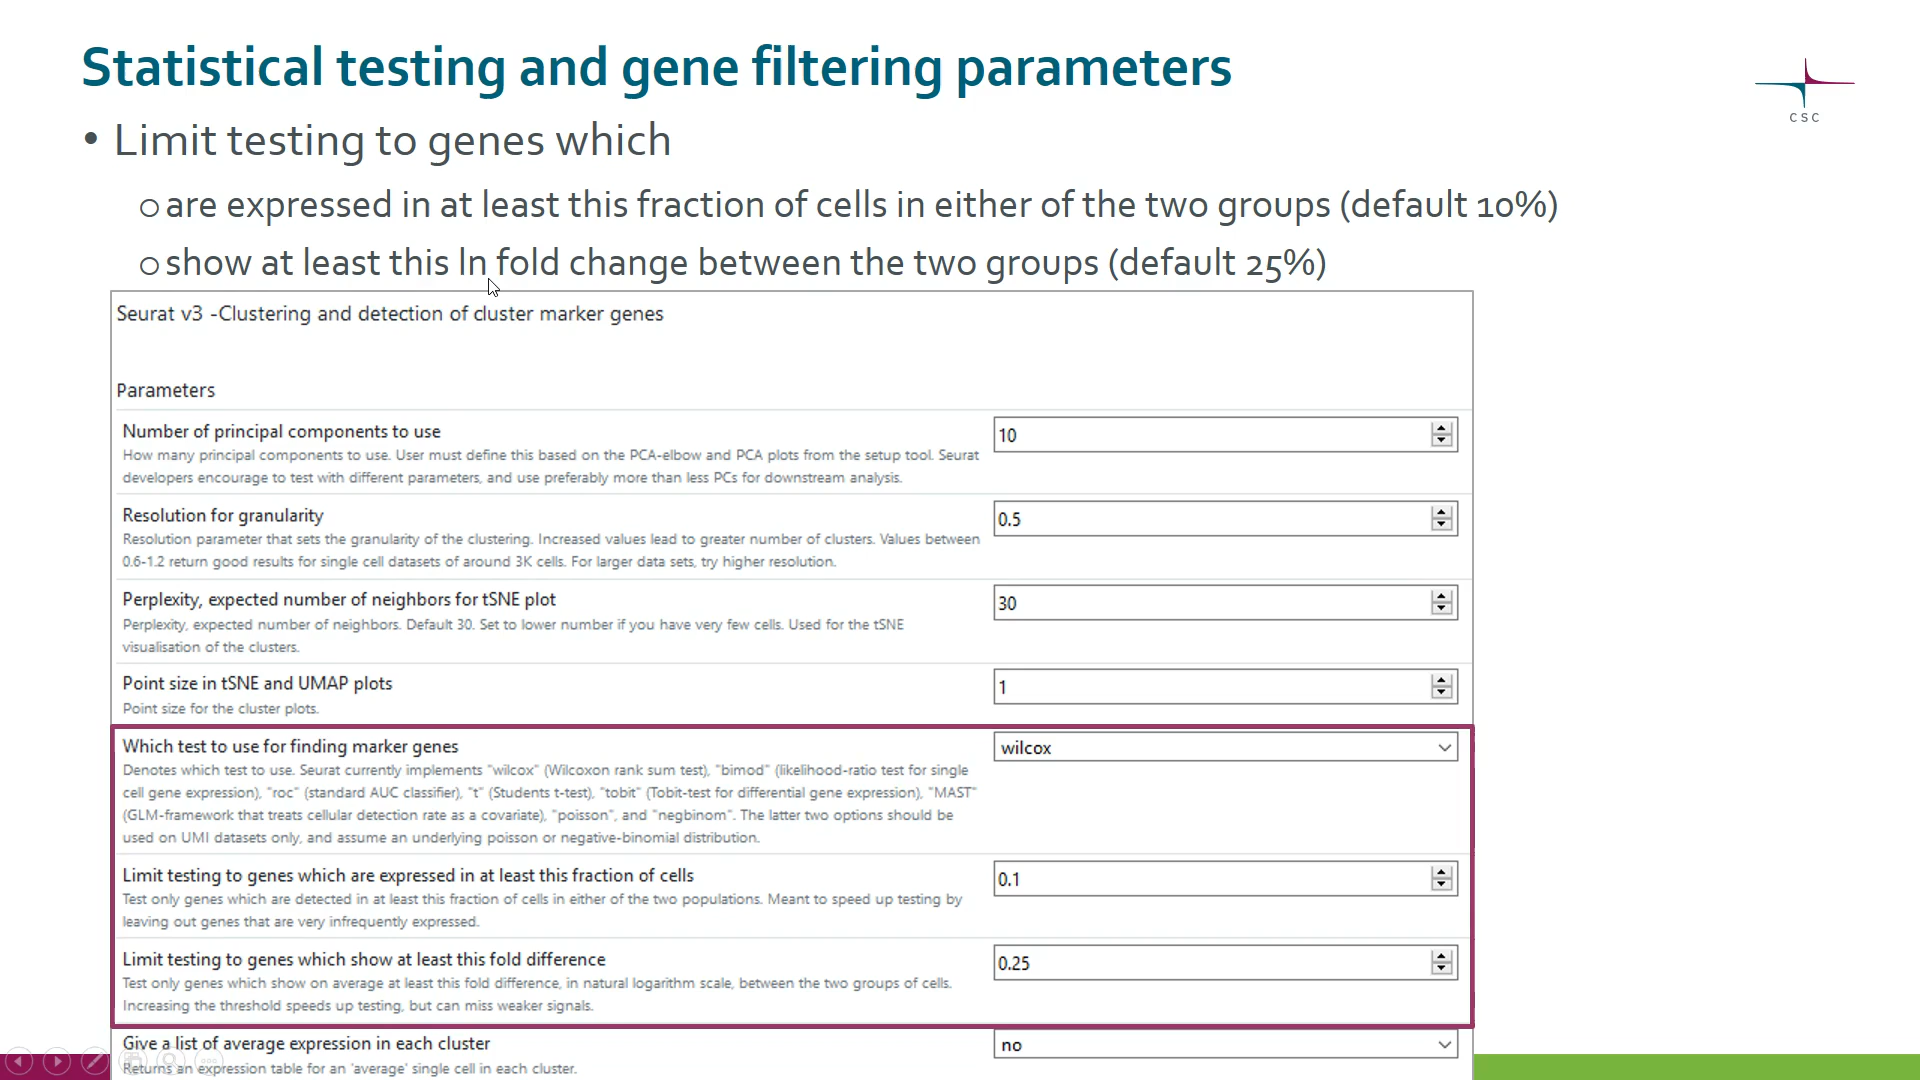 Statistical testing and gene filtering parameters
CSC
• Limit testing to genes which
o are expressed in at least this fraction of cells in either of the two groups (default 10%)
o show at least this ln fold change between the two groups (default 25%)
Seurat v3 -Clustering and detection of cluster marker genes
Parameters
Number of principal components to use
10
How many principal components to use. User must define this based on the PCA-elbow and PCA plots from the setup tool. Seurat
developers encourage to test with different parameters, and use preferably more than less PCs for downstream analysis.
Resolution for granularity
0.5
Resolution parameter that sets the granularity of the clustering. Increased values lead to greater number of clusters. Values between
0.6-1.2 return good results for single cell datasets of around 3K cells. For larger data sets, try higher resolution.
Perplexity, expected number of neighbors for tSNE plot
30
Perplexity, expected number of neighbors. Default 30. Set to lower number if you have very few cells. Used for the tSNE
visualisation of the clusters.
Point size in tSNE and UMAP plots
1
Point size for the cluster plots.
Which test to use for finding marker genes
wilcox
Denotes which test to use. Seurat currently implements "wilcox" (Wilcoxon rank sum test), "bimod" (likelihood-ratio test for single
cell gene expression), "roc" (standard AUC classifier), "t" (Students t-test), "tobit" (Tobit-test for differential gene expression), "MAST"
(GLM-framework that treats cellular detection rate as a covariate), "poisson", and "negbinom". The latter two options should be
used on UMI datasets only, and assume an underlying poisson or negative-binomial distribution.
Limit testing to genes which are expressed in at least this fraction of cells
0.1
Test only genes which are detected in at least this fraction of cells in either of the two populations. Meant to speed up testing by
leaving out genes that are very infrequently expressed.
Limit testing to genes which show at least this fold difference
0.25
Test only genes which show on average at least this fold difference, in natural logarithm scale, between the two groups of cells.
Increasing the threshold speeds up testing, but can miss weaker signals.
Give a list of average expression in each cluster
no
Returns an expression table for an 'average' single cell in each cluster.